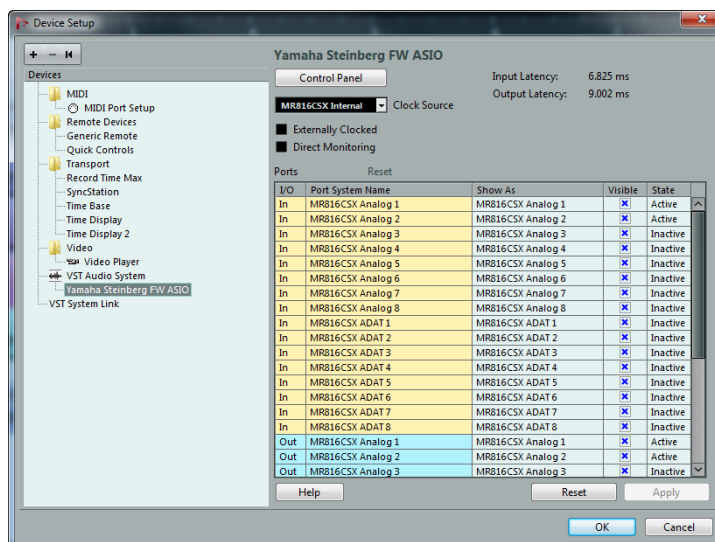 Device Setup
+ -
Devices
MIDI
MIDI Port Setup
Remote Devices
Generic Remote
Quick Controls
Transport
Record Time Max
SyncStation
Time Base
Time Display
Time Display 2
Video
Video Player
VST Audio System
Yamaha Steinberg FW ASIO
VST System Link
Yamaha Steinberg FW ASIO
Control Panel
Input Latency: 6.825 ms
Output Latency: 9.002 ms
MR816CSX Internal Clock Source
Externally Clocked
Direct Monitoring
Ports Reset
I/O Port System Name Show As Visible State
In MR816CSX Analog 1 MR816CSX Analog 1 Active
In MR816CSX Analog 2 MR816CSX Analog 2 Active
In MR816CSX Analog 3 MR816CSX Analog 3 Inactive
In MR816CSX Analog 4 MR816CSX Analog 4 Inactive
In MR816CSX Analog 5 MR816CSX Analog 5 Inactive
In MR816CSX Analog 6 MR816CSX Analog 6 Inactive
In MR816CSX Analog 7 MR816CSX Analog 7 Inactive
In MR816CSX Analog 8 MR816CSX Analog 8 Inactive
In MR816CSX ADAT 1 MR816CSX ADAT 1 Inactive
In MR816CSX ADAT 2 MR816CSX ADAT 2 Inactive
In MR816CSX ADAT 3 MR816CSX ADAT 3 Inactive
In MR816CSX ADAT 4 MR816CSX ADAT 4 Inactive
In MR816CSX ADAT 5 MR816CSX ADAT 5 Inactive
In MR816CSX ADAT 6 MR816CSX ADAT 6 Inactive
In MR816CSX ADAT 7 MR816CSX ADAT 7 Inactive
In MR816CSX ADAT 8 MR816CSX ADAT 8 Inactive
Out MR816CSX Analog 1 MR816CSX Analog 1 Active
Out MR816CSX Analog 2 MR816CSX Analog 2 Active
Out MR816CSX Analog 3 MR816CSX Analog 3 Inactive
Help Reset Apply
OK Cancel